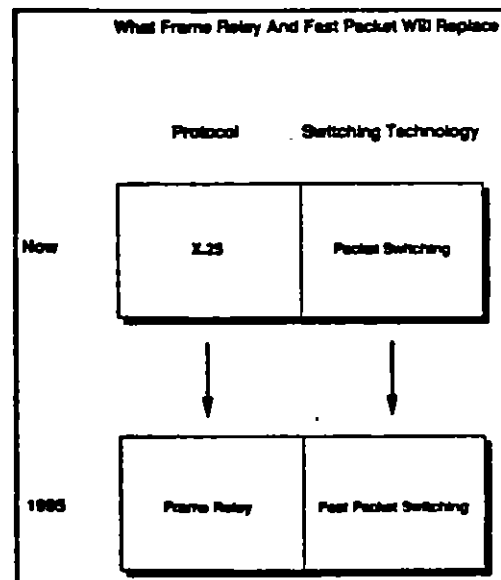 What Frame Relay And Fast Packet Will Replace
Protocol Switching Technology
Now X.25 Packet Switching
1995 Frame Relay Fast Packet Switching